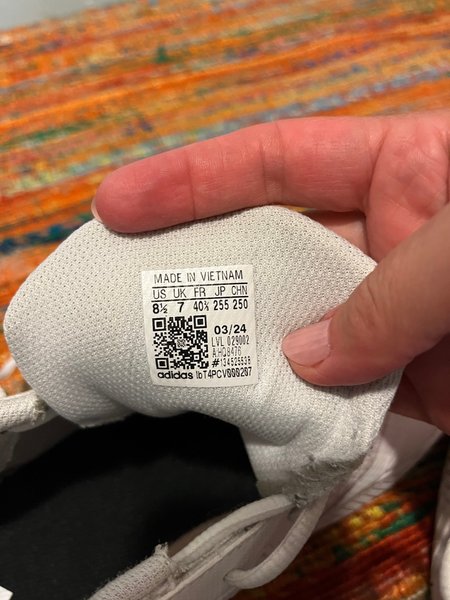 MADE IN VIETNAM
US UK FR JP CHN
8½ 7 40⅔ 255 250
03/24
LVL 029002
#134525538
adidas